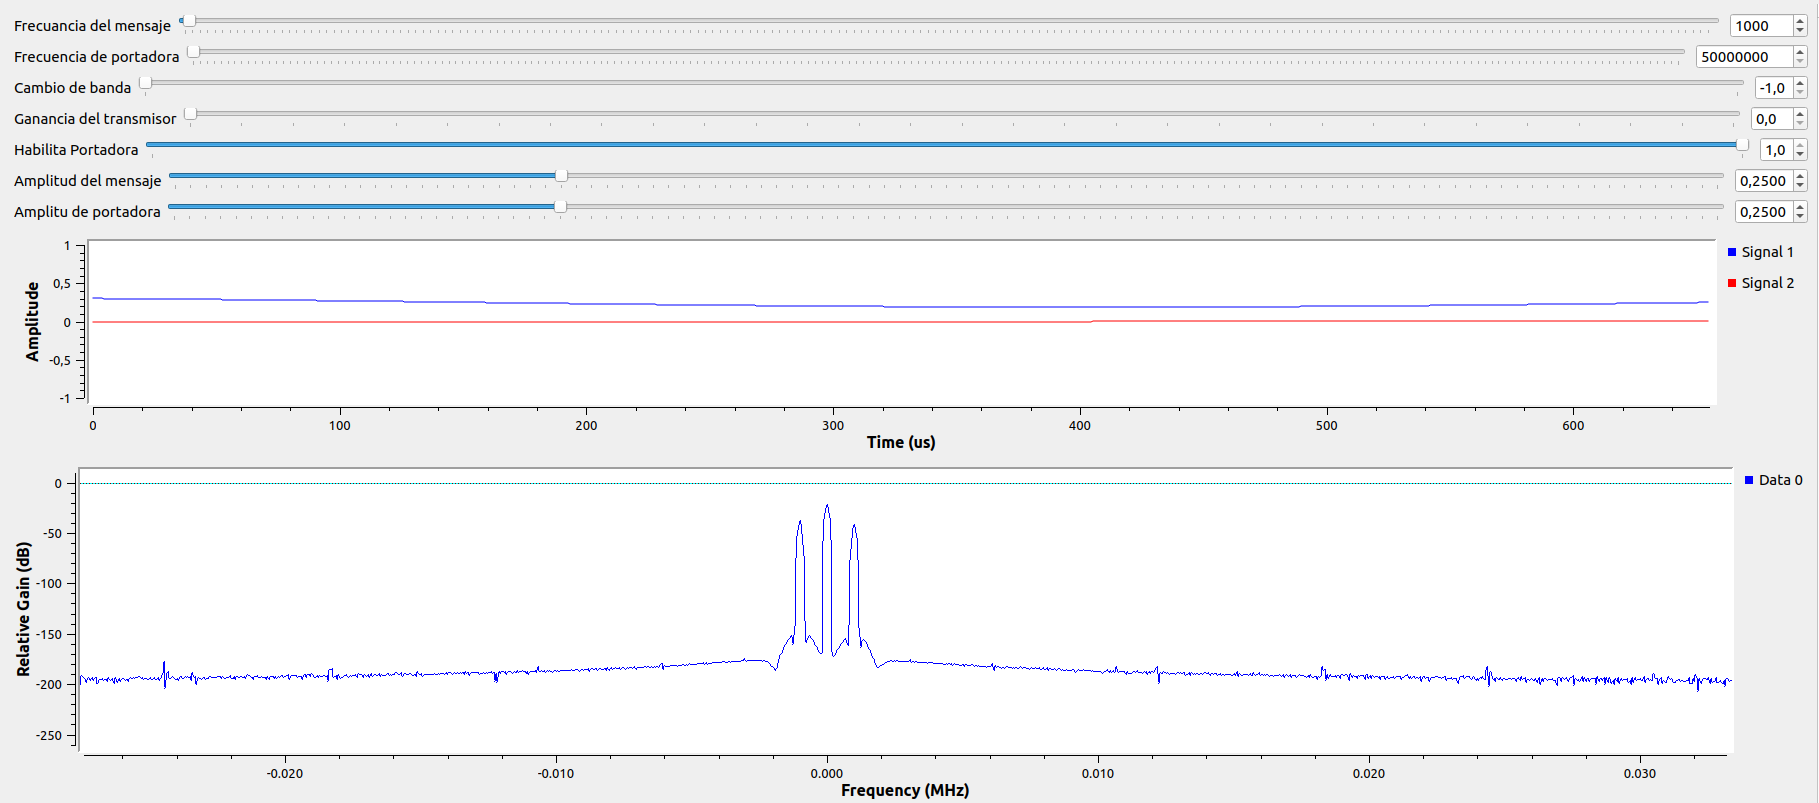 Frecuancia del mensaje 1000
Frecuencia de portadora 50000000
Cambio de banda -1,0
Ganancia del transmisor 0,0
Habilita Portadora 1,0
Amplitud del mensaje 0,2500
Amplitu de portadora 0,2500
Amplitude
1
0,5
0
-0,5
-1
0 100 200 300 400 500 600
Time (us)
Signal 1
Signal 2
Relative Gain (dB)
0
-50
-100
-150
-200
-250
-0.020 -0.010 0.000 0.010 0.020 0.030
Frequency (MHz)
Data 0